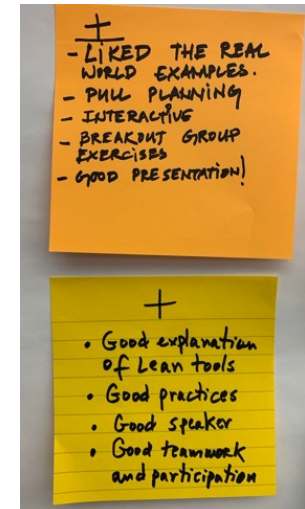 +
- LIKED THE REAL
WORLD EXAMPLES.
- PULL PLANNING
- INTERACTIVE
- BREAKOUT GROUP
EXERCISES
- GOOD PRESENTATION!
+
• Good explanation
of Lean tools
• Good practices
• Good speaker
• Good teamwork
and participation